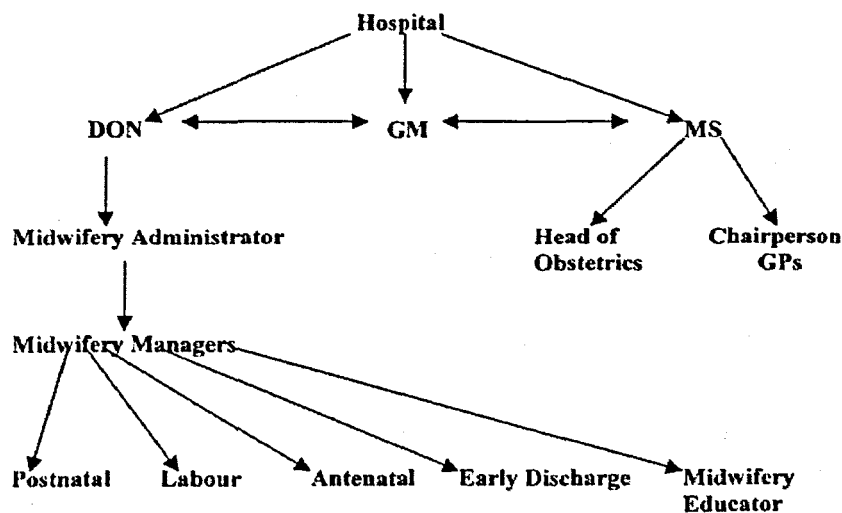 Hospital
DON GM MS
Midwifery Administrator
Head of
Obstetrics
Chairperson
GPs
Midwifery Managers
Postnatal
Labour
Antenatal
Early Discharge
Midwifery
Educator